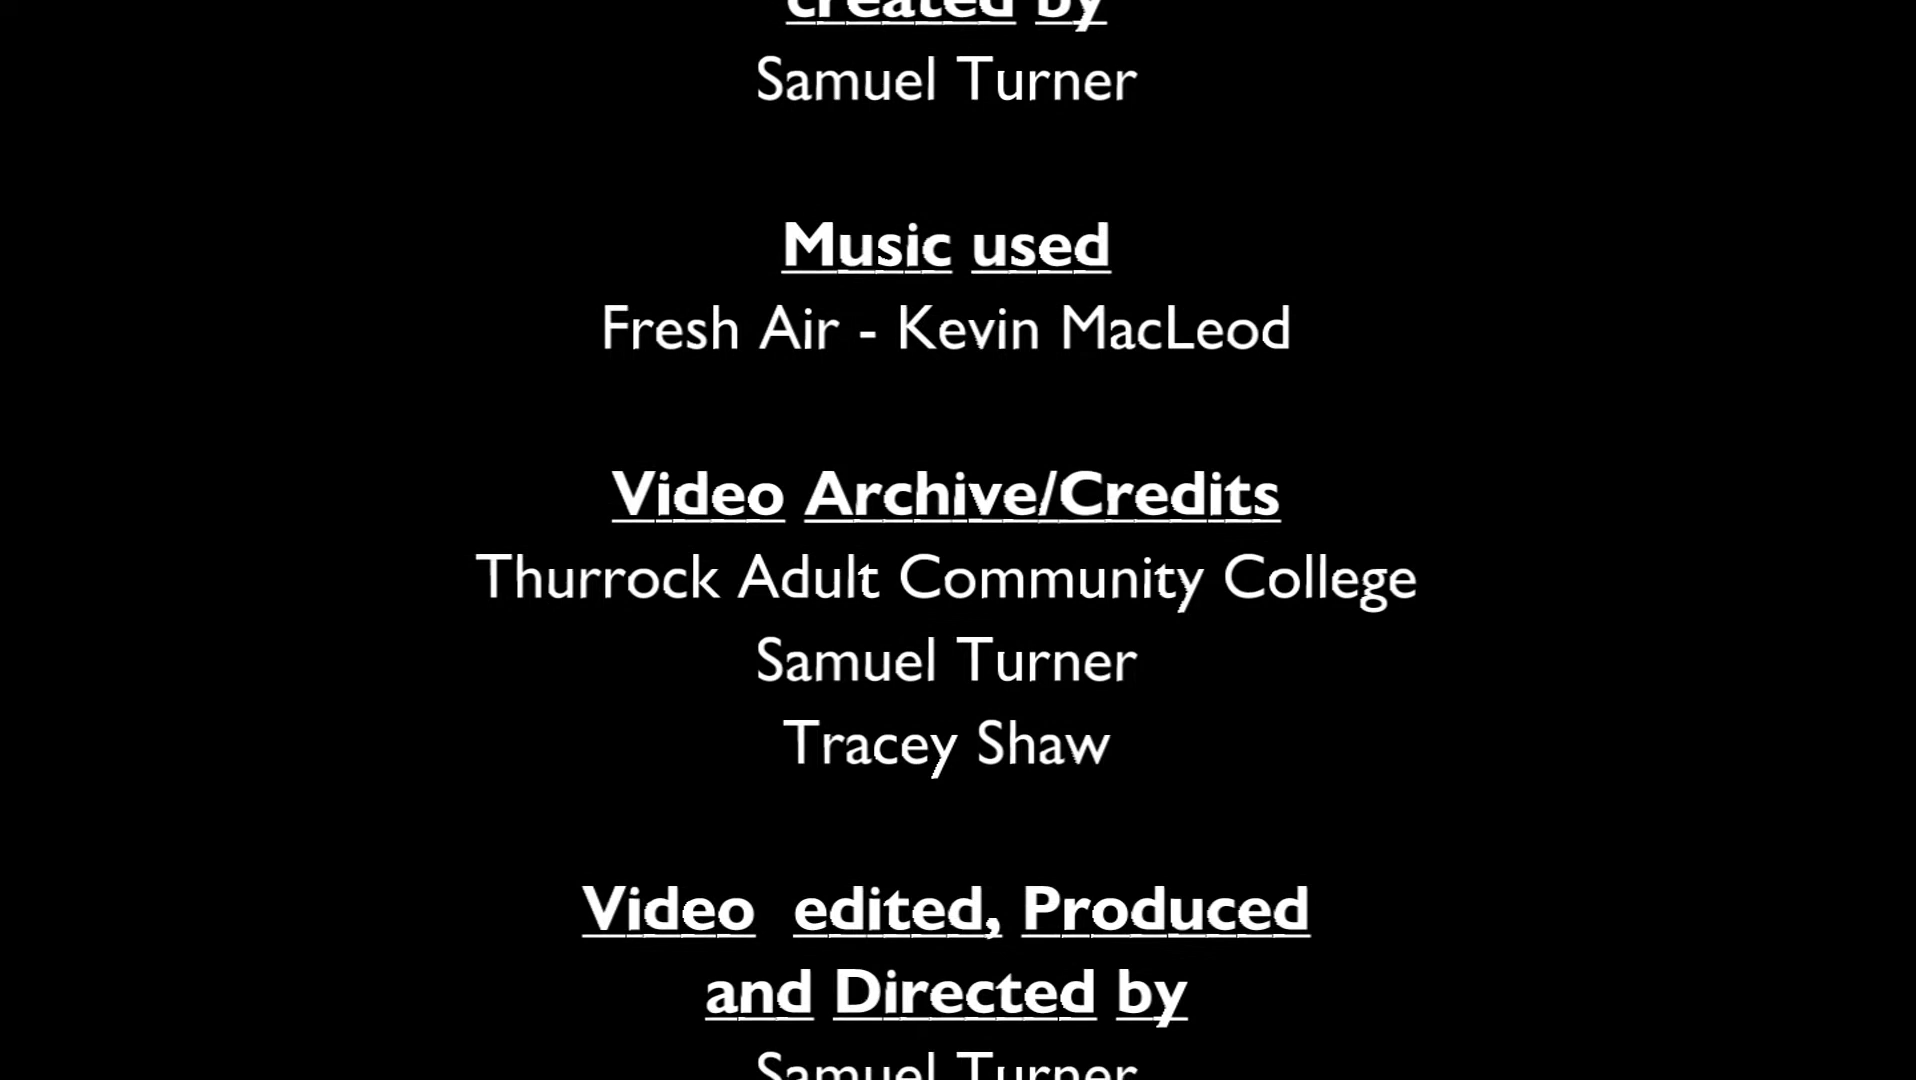 created by
Samuel Turner
Music used
Fresh Air - Kevin MacLeod
Video Archive/Credits
Thurrock Adult Community College
Samuel Turner
Tracey Shaw
Video  edited, Produced
and Directed by
Samuel Turner